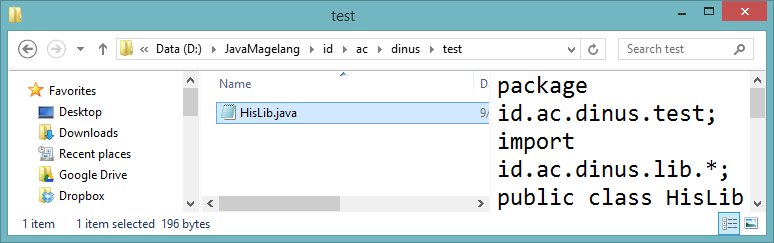 test
« Data (D:) ▸ JavaMagelang ▸ id ▸ ac ▸ dinus ▸ test
Search test
Favorites
Desktop
Downloads
Recent places
Google Drive
Dropbox
Name
HisLib.java
9/
package
id.ac.dinus.test;
import
id.ac.dinus.lib.*;
public class HisLib
1 item 1 item selected 196 bytes